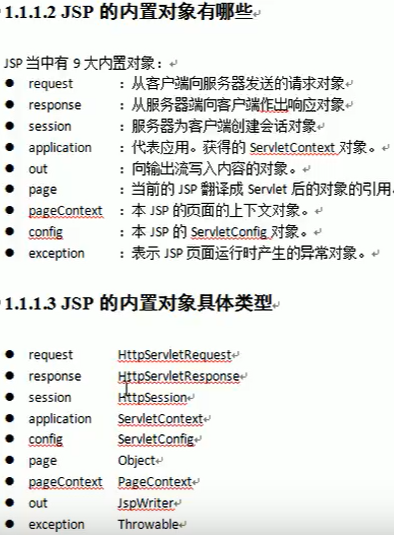 1.1.1.2 JSP 的内置对象有哪些
JSP 当中有 9 大内置对象：
● request ：从客户端向服务器发送的请求对象
● response ：从服务器端向客户端作出响应对象
● session ：服务器为客户端创建会话对象
● application ：代表应用。获得的 ServletContext 对象。
● out ：向输出流写入内容的对象。
● page ：当前的 JSP 翻译成 Servlet 后的对象的引用.
● pageContext ：本 JSP 的页面的上下文对象。
● config ：本 JSP 的 ServletConfig 对象。
● exception ：表示 JSP 页面运行时产生的异常对象。
1.1.1.3 JSP 的内置对象具体类型
● request HttpServletRequest
● response HttpServletResponse
● session HttpSession
● application ServletContext
● config ServletConfig
● page Object
● pageContext PageContext
● out JspWriter
● exception Throwable